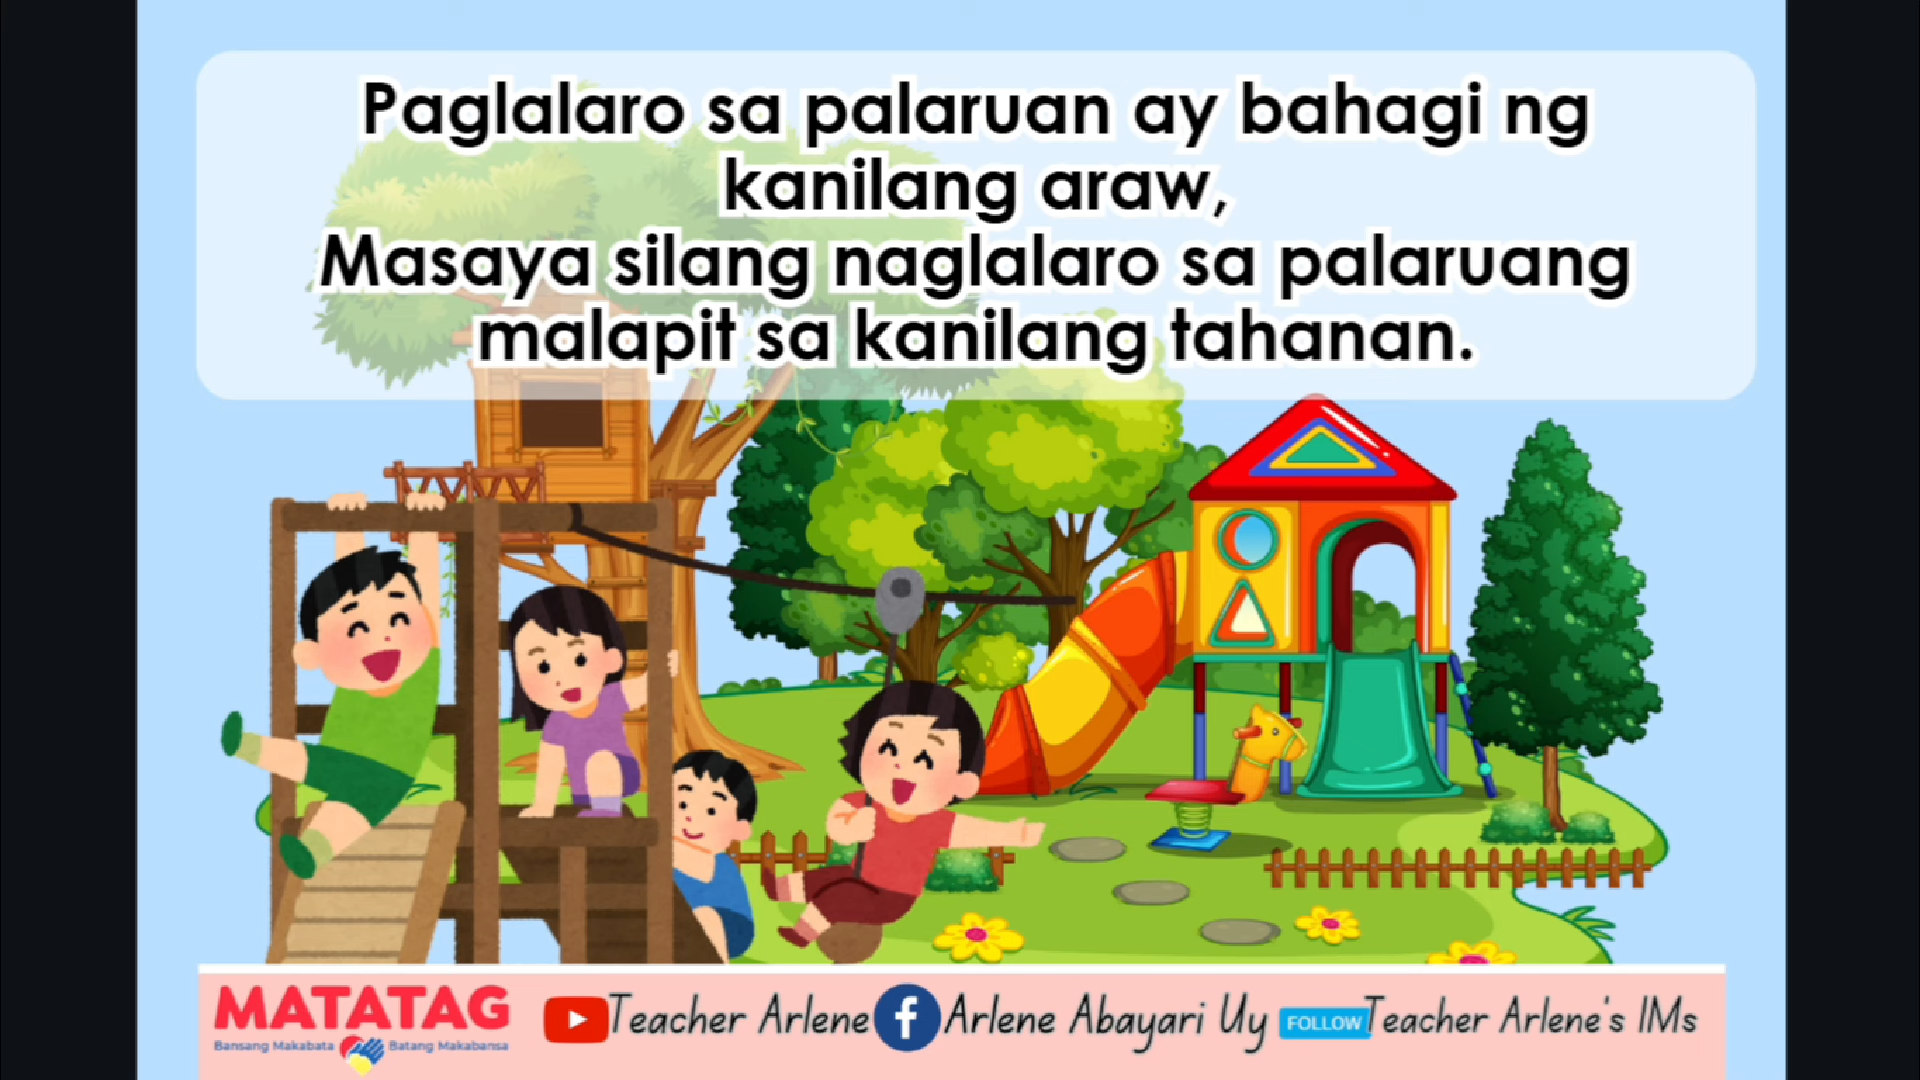 Paglalaro sa palaruan ay bahagi ng
kanilang araw,
Masaya silang naglalaro sa palaruang
malapit sa kanilang tahanan.
MATATAG
Bansang Makabata Batang Makabansa
Teacher Arlene
Arlene Abayari Uy
FOLLOW Teacher Arlene's IMs